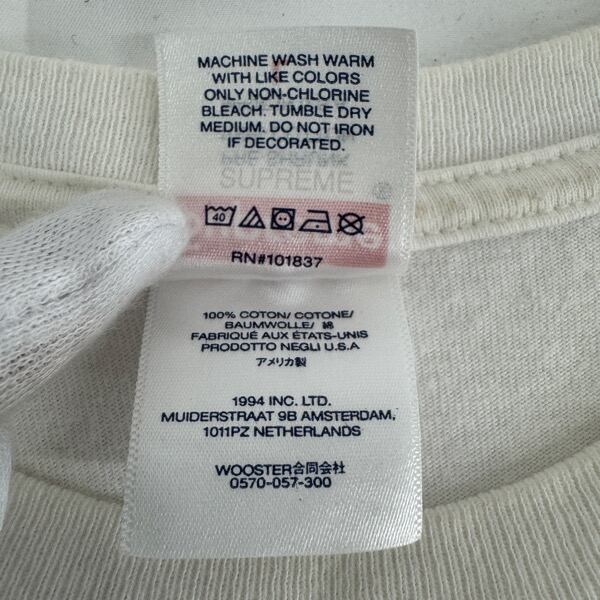 MACHINE WASH WARM
WITH LIKE COLORS
ONLY NON-CHLORINE
BLEACH. TUMBLE DRY
MEDIUM. DO NOT IRON
IF DECORATED.
SUPREME
40
RN#101837
100% COTON/ COTONE/
BAUMWOLLE/ 綿
FABRIQUÉ AUX ÉTATS-UNIS
PRODOTTO NEGLI U.S.A
アメリカ製
1994 INC. LTD.
MUIDERSTRAAT 9B AMSTERDAM,
1011PZ NETHERLANDS
WOOSTER合同会社
0570-057-300